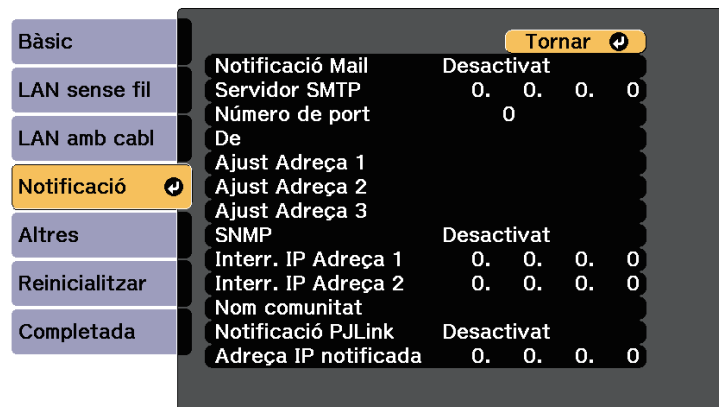 Bàsic
LAN sense fil
LAN amb cabl
Notificació
Altres
Reinicialitzar
Completada
Tornar
Notificació Mail Desactivat
Servidor SMTP 0. 0. 0. 0
Número de port 0
De
Ajust Adreça 1
Ajust Adreça 2
Ajust Adreça 3
SNMP Desactivat
Interr. IP Adreça 1 0. 0. 0. 0
Interr. IP Adreça 2 0. 0. 0. 0
Nom comunitat
Notificació PJLink Desactivat
Adreça IP notificada 0. 0. 0. 0